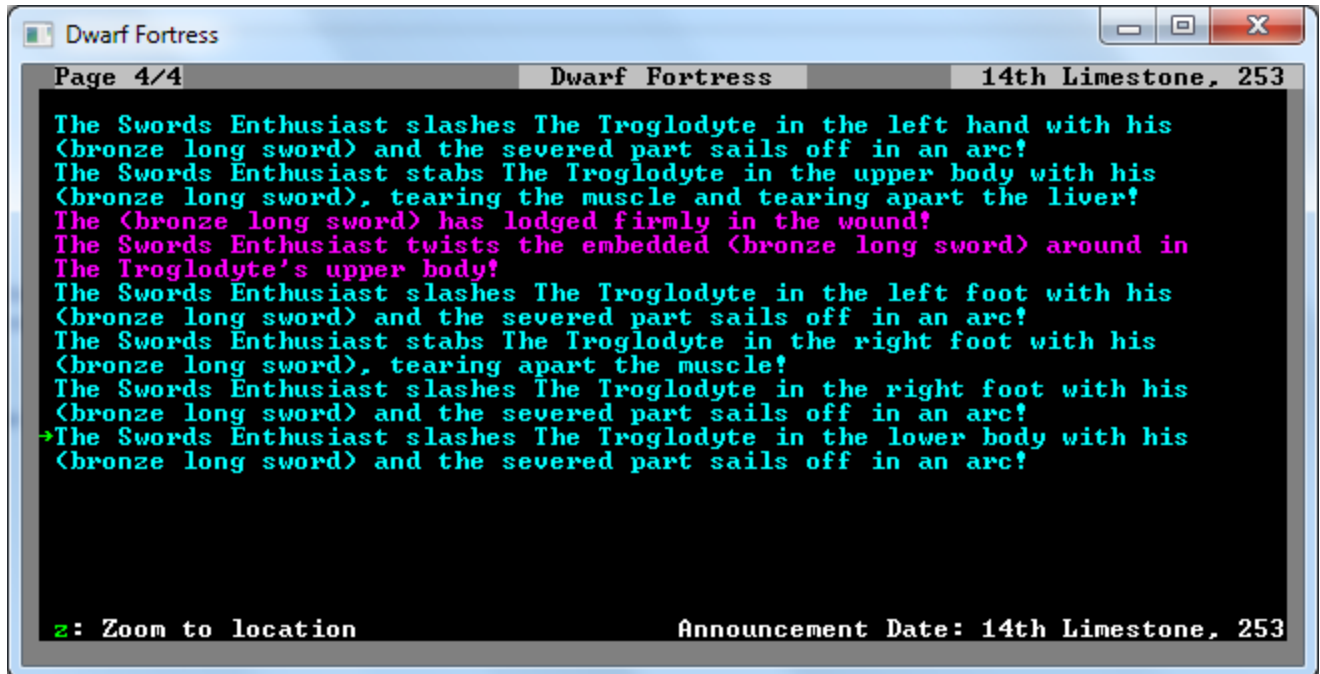 Dwarf Fortress
Page 4/4 Dwarf Fortress 14th Limestone, 253
The Swords Enthusiast slashes The Troglodyte in the left hand with his
(bronze long sword) and the severed part sails off in an arc!
The Swords Enthusiast stabs The Troglodyte in the upper body with his
(bronze long sword), tearing the muscle and tearing apart the liver!
The (bronze long sword) has lodged firmly in the wound!
The Swords Enthusiast twists the embedded (bronze long sword) around in
The Troglodyte's upper body!
The Swords Enthusiast slashes The Troglodyte in the left foot with his
(bronze long sword) and the severed part sails off in an arc!
The Swords Enthusiast stabs The Troglodyte in the right foot with his
(bronze long sword), tearing apart the muscle!
The Swords Enthusiast slashes The Troglodyte in the right foot with his
(bronze long sword) and the severed part sails off in an arc!
→The Swords Enthusiast slashes The Troglodyte in the lower body with his
(bronze long sword) and the severed part sails off in an arc!
z: Zoom to location Announcement Date: 14th Limestone, 253